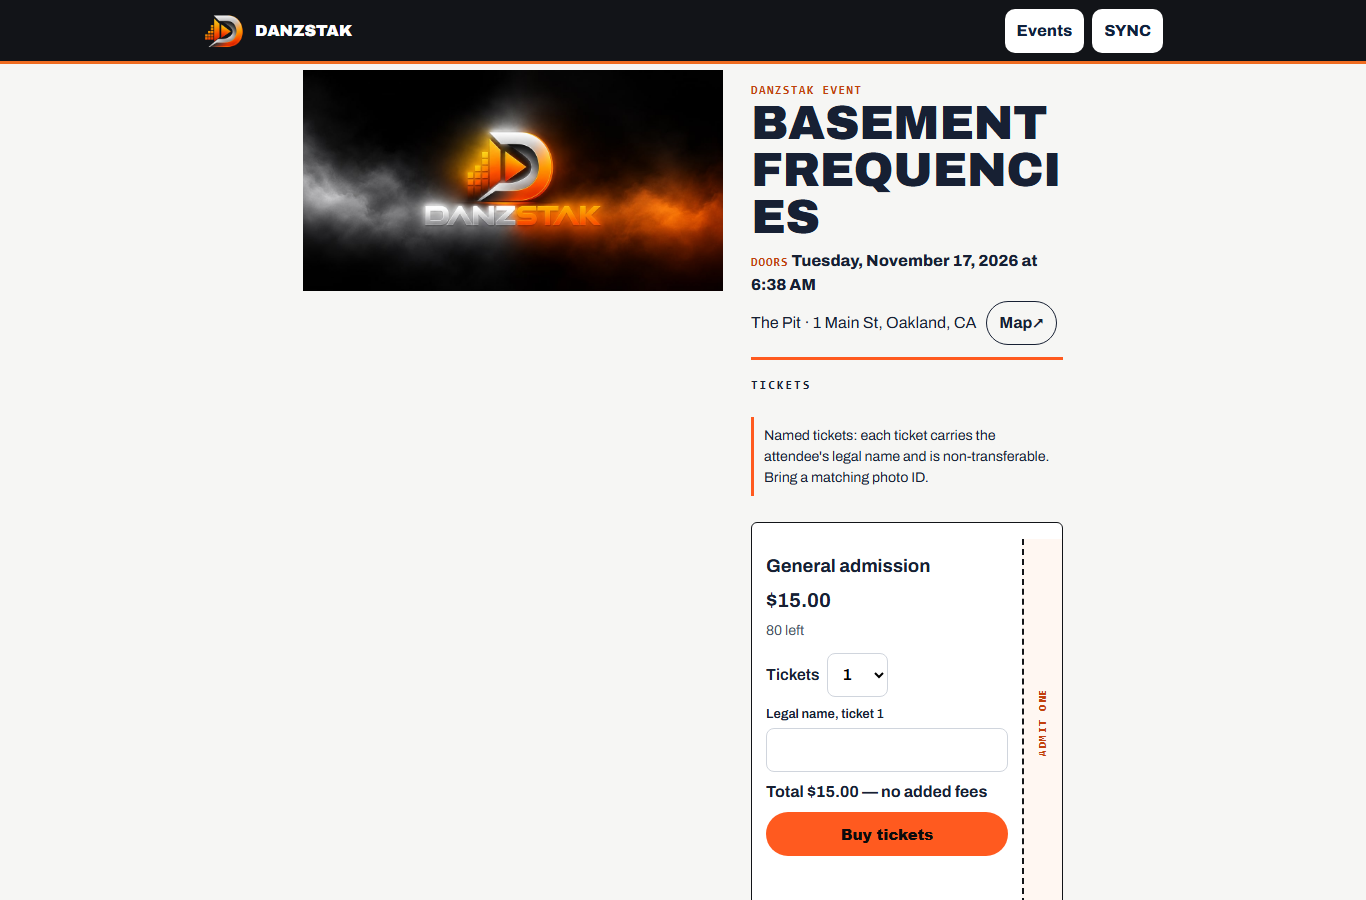 DANZSTAK
Events
SYNC
DANZSTAK
DANZSTAK EVENT
BASEMENT
FREQUENCI
ES
DOORS Tuesday, November 17, 2026 at
6:38 AM
The Pit · 1 Main St, Oakland, CA
Map↗
TICKETS
Named tickets: each ticket carries the
attendee's legal name and is non-transferable.
Bring a matching photo ID.
General admission
$15.00
80 left
Tickets 1
Legal name, ticket 1
Total $15.00 — no added fees
Buy tickets
ADMIT ONE